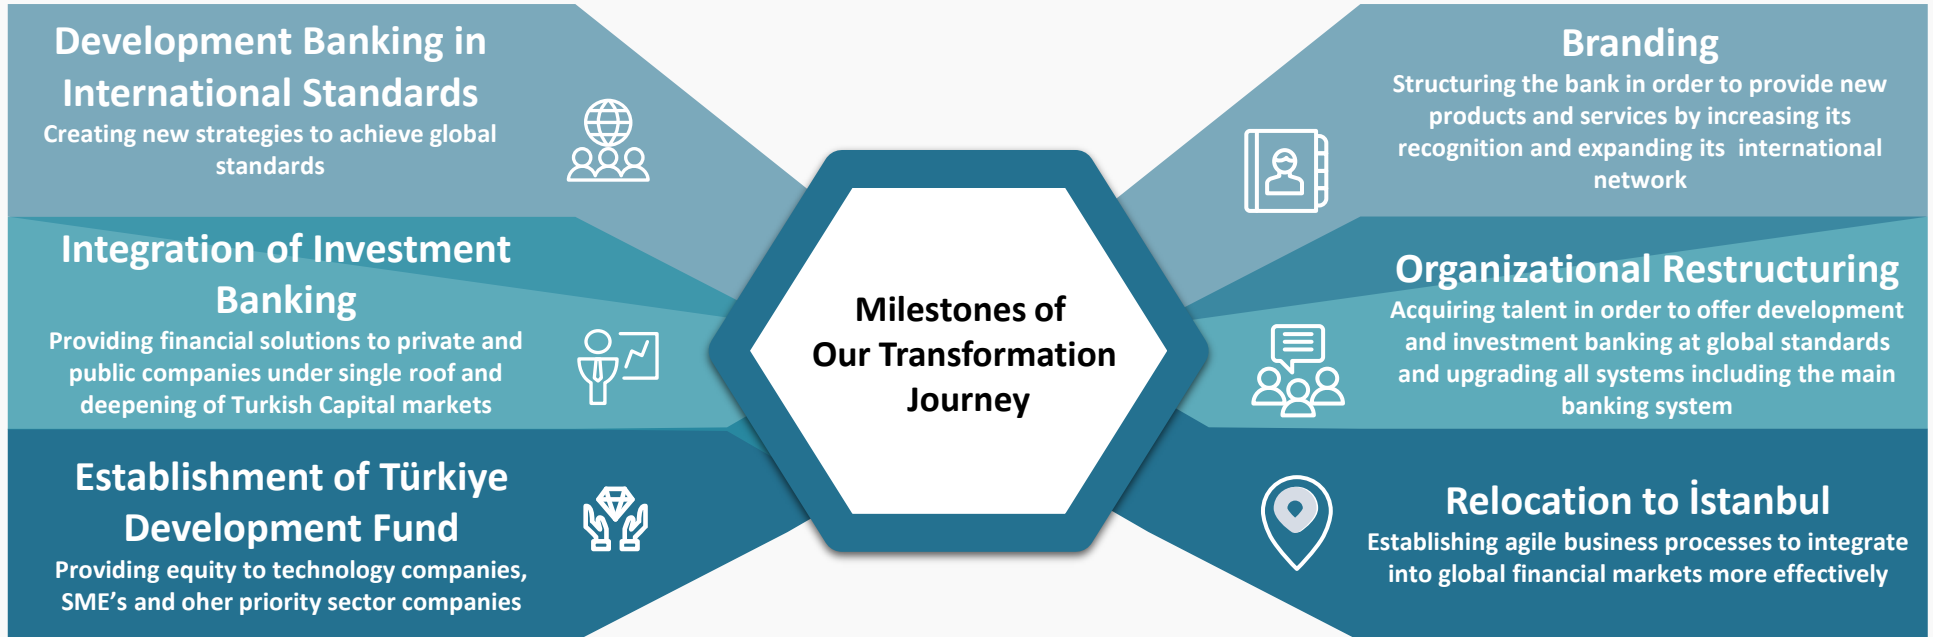 Development Banking in
International Standards
Creating new strategies to achieve global
standards
Integration of Investment
Banking
Providing financial solutions to private and
public companies under single roof and
deepening of Turkish Capital markets
Establishment of Türkiye
Development Fund
Providing equity to technology companies,
SME's and oher priority sector companies
Milestones of
Our Transformation
Journey
Branding
Structuring the bank in order to provide new
products and services by increasing its
recognition and expanding its international
network
Organizational Restructuring
Acquiring talent in order to offer development
and investment banking at global standards
and upgrading all systems including the main
banking system
Relocation to İstanbul
Establishing agile business processes to integrate
into global financial markets more effectively